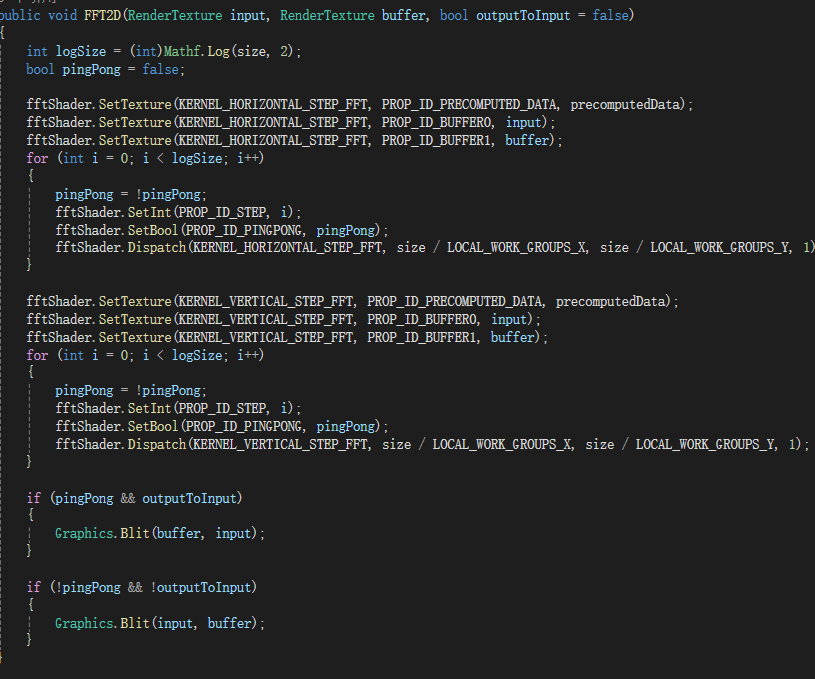 public void FFT2D(RenderTexture input, RenderTexture buffer, bool outputToInput = false)
{
    int logSize = (int)Mathf.Log(size, 2);
    bool pingPong = false;

    fftShader.SetTexture(KERNEL_HORIZONTAL_STEP_FFT, PROP_ID_PRECOMPUTED_DATA, precomputedData);
    fftShader.SetTexture(KERNEL_HORIZONTAL_STEP_FFT, PROP_ID_BUFFER0, input);
    fftShader.SetTexture(KERNEL_HORIZONTAL_STEP_FFT, PROP_ID_BUFFER1, buffer);
    for (int i = 0; i < logSize; i++)
    {
        pingPong = !pingPong;
        fftShader.SetInt(PROP_ID_STEP, i);
        fftShader.SetBool(PROP_ID_PINGPONG, pingPong);
        fftShader.Dispatch(KERNEL_HORIZONTAL_STEP_FFT, size / LOCAL_WORK_GROUPS_X, size / LOCAL_WORK_GROUPS_Y, 1)
    }

    fftShader.SetTexture(KERNEL_VERTICAL_STEP_FFT, PROP_ID_PRECOMPUTED_DATA, precomputedData);
    fftShader.SetTexture(KERNEL_VERTICAL_STEP_FFT, PROP_ID_BUFFER0, input);
    fftShader.SetTexture(KERNEL_VERTICAL_STEP_FFT, PROP_ID_BUFFER1, buffer);
    for (int i = 0; i < logSize; i++)
    {
        pingPong = !pingPong;
        fftShader.SetInt(PROP_ID_STEP, i);
        fftShader.SetBool(PROP_ID_PINGPONG, pingPong);
        fftShader.Dispatch(KERNEL_VERTICAL_STEP_FFT, size / LOCAL_WORK_GROUPS_X, size / LOCAL_WORK_GROUPS_Y, 1);
    }

    if (pingPong && outputToInput)
    {
        Graphics.Blit(buffer, input);
    }

    if (!pingPong && !outputToInput)
    {
        Graphics.Blit(input, buffer);
    }
}